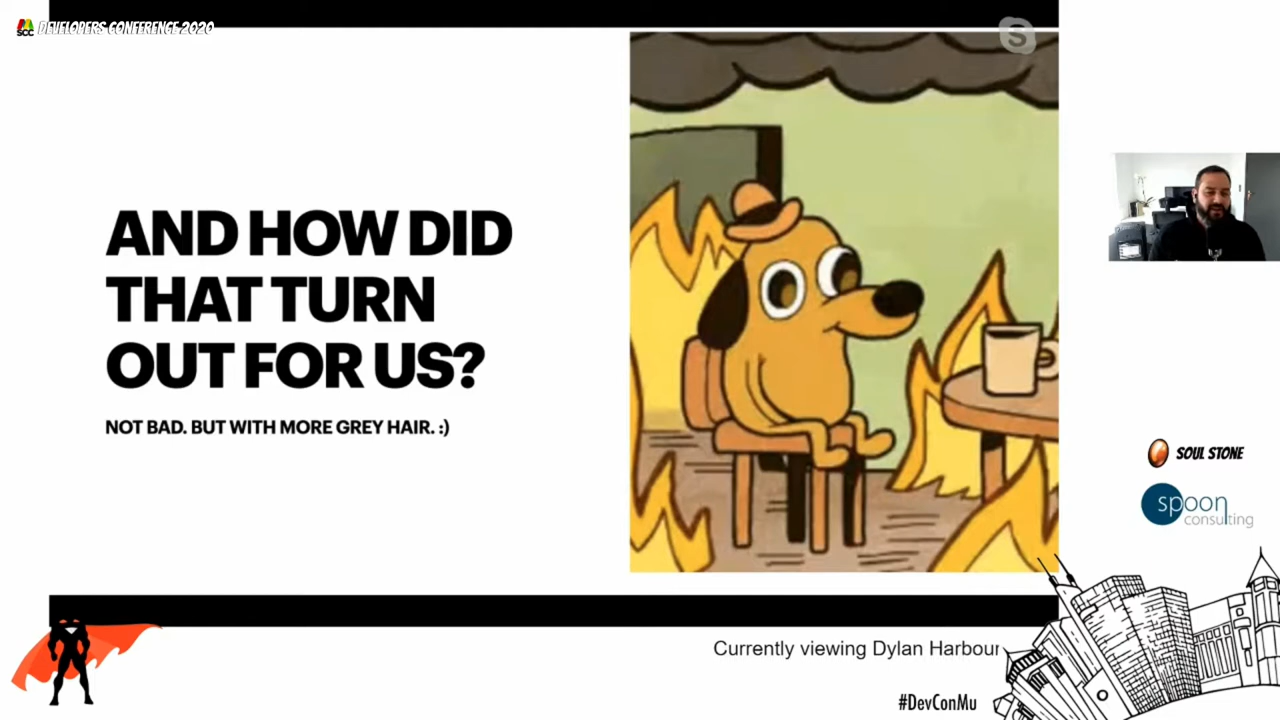 SCC DEVELOPERS CONFERENCE 2020
S
AND HOW DID
THAT TURN
OUT FOR US?
NOT BAD. BUT WITH MORE GREY HAIR. :)
SOUL STONE
spoon
consulting
Currently viewing Dylan Harbour
#DevConMu